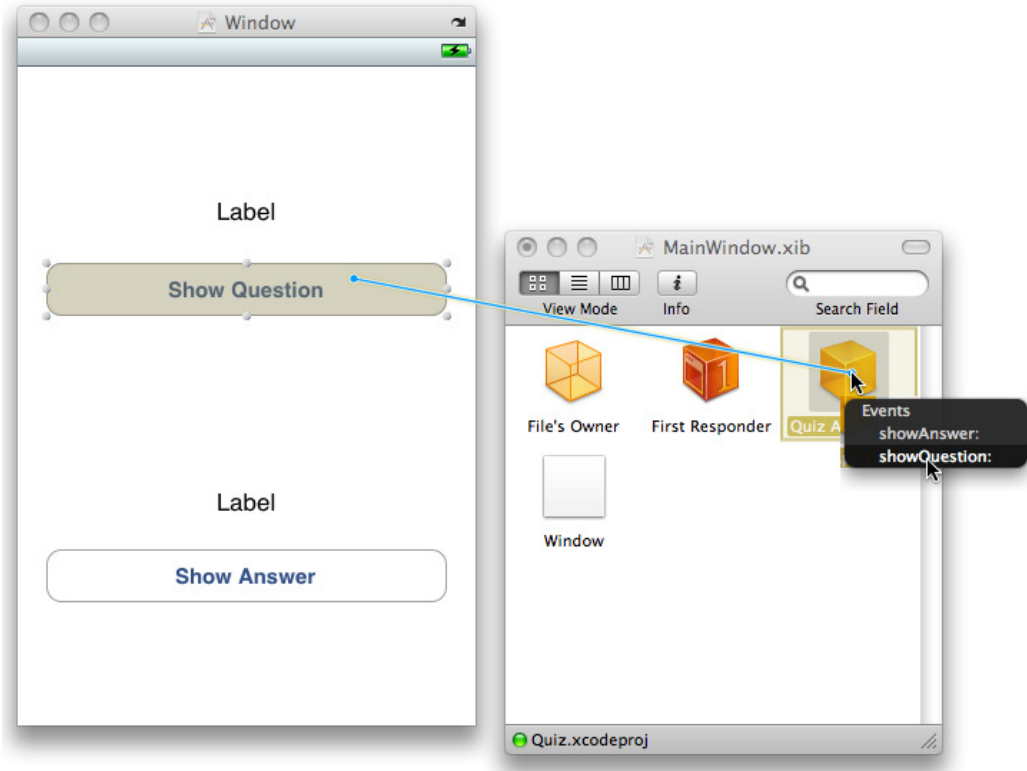 Window
Label
Show Question
Label
Show Answer
MainWindow.xib
View Mode
Info
Search Field
File's Owner
First Responder
1
Quiz A
Events
showAnswer:
showQuestion:
Window
Quiz.xcodeproj